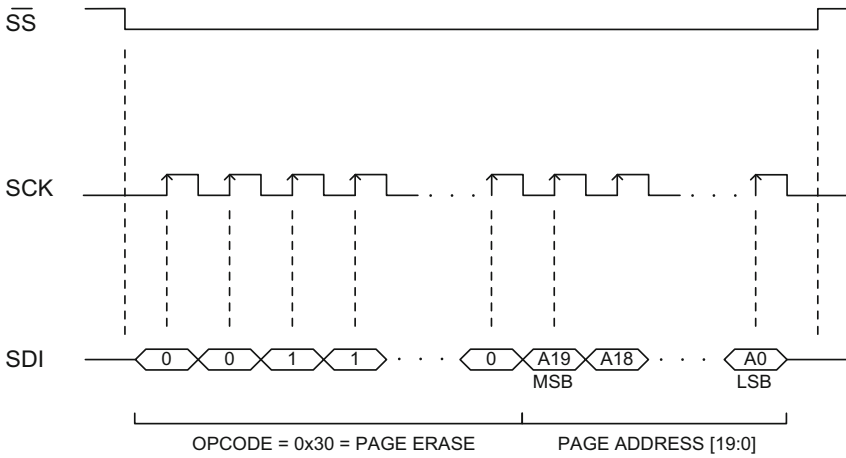 SS
SCK
. . . .
. . . .
SDI
0 0 1 1 . . . 0 A19 A18 . . . A0
MSB LSB
OPCODE = 0x30 = PAGE ERASE PAGE ADDRESS [19:0]